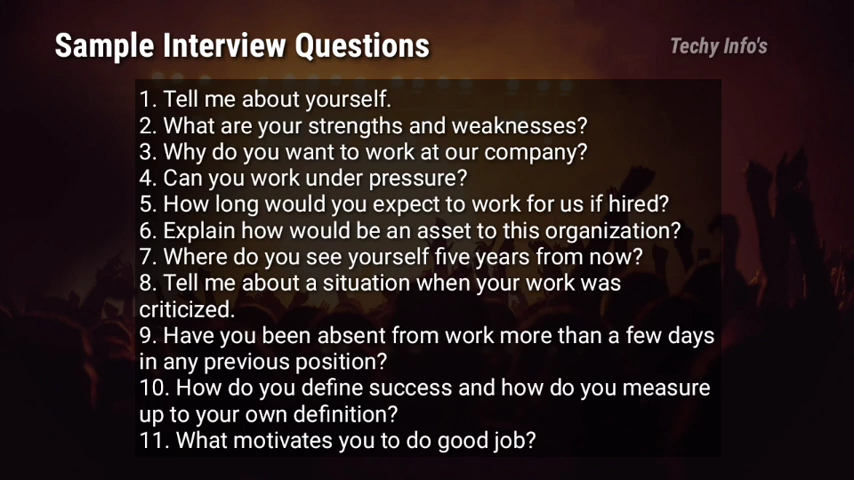 Sample Interview Questions
Techy Info's
1. Tell me about yourself.
2. What are your strengths and weaknesses?
3. Why do you want to work at our company?
4. Can you work under pressure?
5. How long would you expect to work for us if hired?
6. Explain how would be an asset to this organization?
7. Where do you see yourself five years from now?
8. Tell me about a situation when your work was
criticized.
9. Have you been absent from work more than a few days
in any previous position?
10. How do you define success and how do you measure
up to your own definition?
11. What motivates you to do good job?